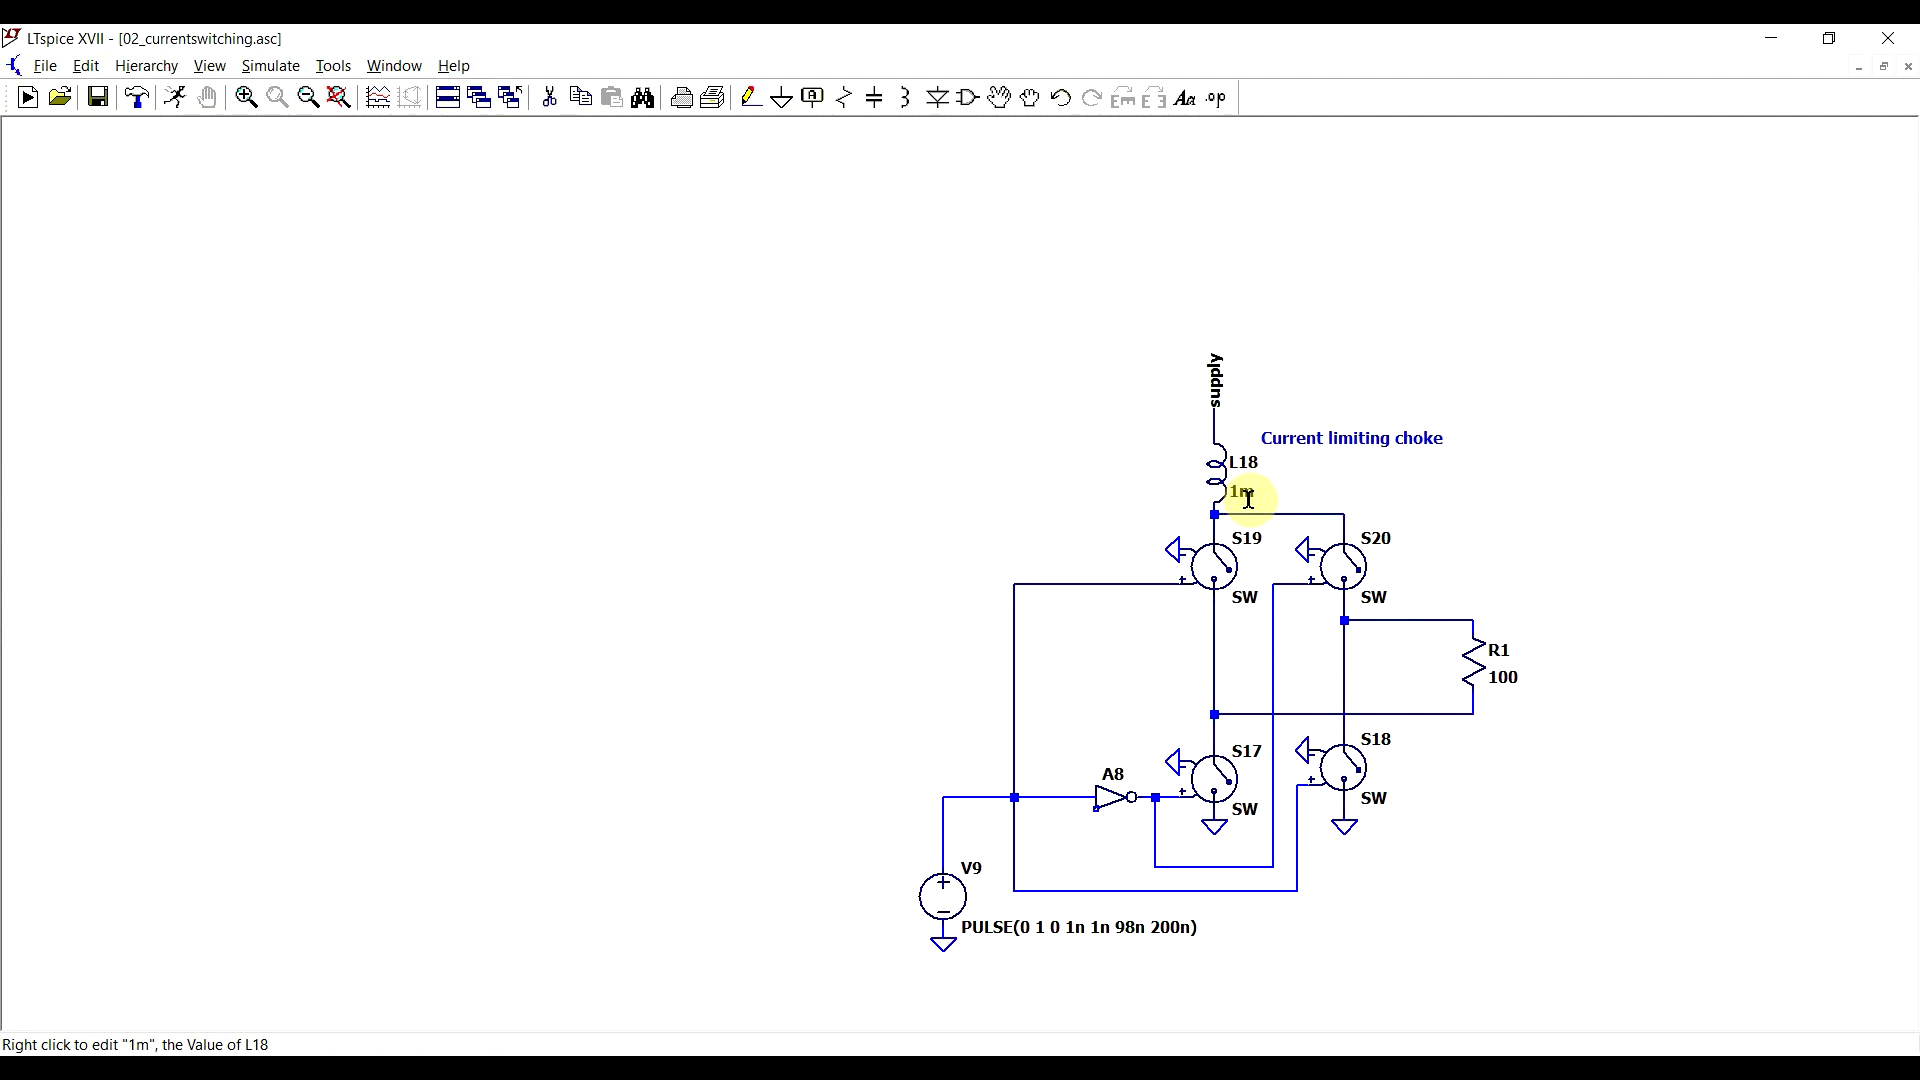 LTspice XVII - [02_currentswitching.asc]
File Edit Hierarchy View Simulate Tools Window Help
A Aa .op
supply
Current limiting choke
L18
1m
S19
S20
+ +
SW
SW
R1
100
S17
S18
A8
+
+
SW
SW
V9
+
PULSE(0 1 0 1n 1n 98n 200n)
Right click to edit "1m", the Value of L18